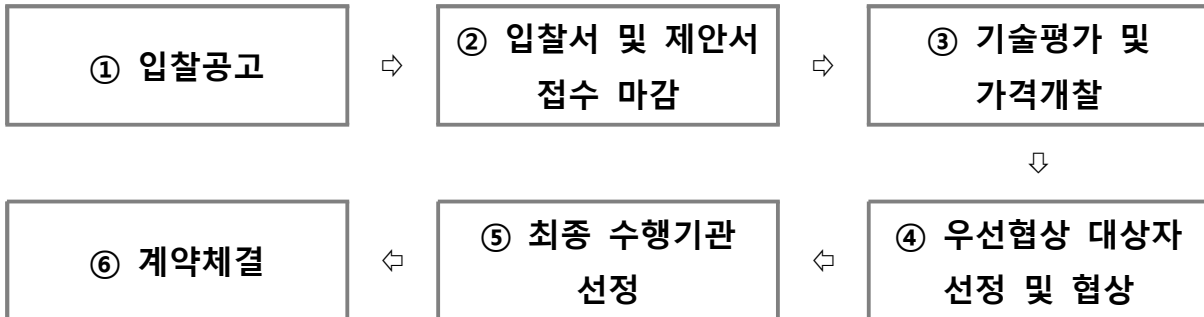 ① 입찰공고
⇨
② 입찰서 및 제안서
접수 마감
⇨
③ 기술평가 및
가격개찰
⇩
④ 우선협상 대상자
선정 및 협상
⇦
⑤ 최종 수행기관
선정
⇦
⑥ 계약체결